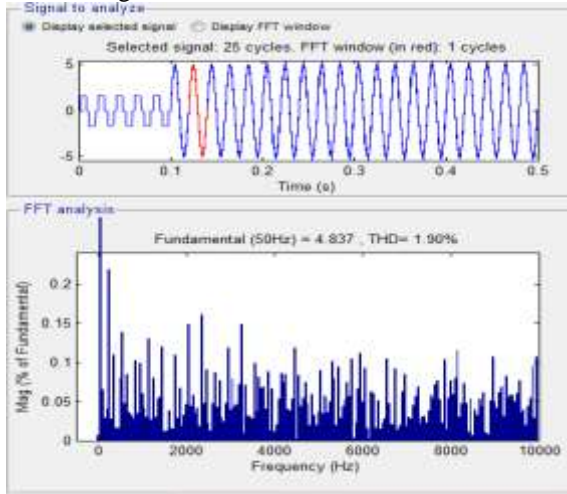 Signal to analyze
Display selected signal Display FFT window
Selected signal: 25 cycles. FFT window (in red): 1 cycles
5
0
-5
0 0.1 0.2 0.3 0.4 0.5
Time (s)
FFT analysis
Fundamental (50Hz) = 4.837 , THD= 1.90%
Mag (% of Fundamental)
0.2
0.15
0.1
0.05
0
0 2000 4000 6000 8000 10000
Frequency (Hz)